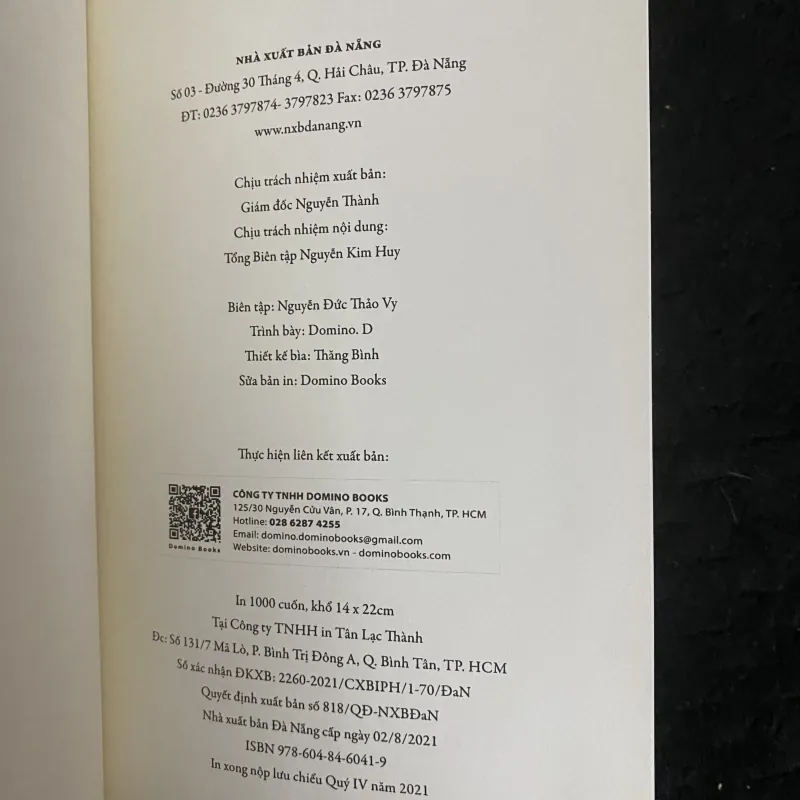 NHÀ XUẤT BẢN ĐÀ NẴNG
Số 03 - Đường 30 Tháng 4, Q. Hải Châu, TP. Đà Nẵng
ĐT: 0236 3797874- 3797823 Fax: 0236 3797875
www.nxbdanang.vn
Chịu trách nhiệm xuất bản:
Giám đốc Nguyễn Thành
Chịu trách nhiệm nội dung:
Tổng Biên tập Nguyễn Kim Huy
Biên tập: Nguyễn Đức Thảo Vy
Trình bày: Domino. D
Thiết kế bìa: Thăng Bình
Sửa bản in: Domino Books
Thực hiện liên kết xuất bản:
CÔNG TY TNHH DOMINO BOOKS
125/30 Nguyễn Cửu Vân, P. 17, Q. Bình Thạnh, TP. HCM
Hotline: 028 6287 4255
Email: domino.dominobooks@gmail.com
Website: dominobooks.vn - dominobooks.com
Domino Books
In 1000 cuốn, khổ 14 x 22cm
Tại Công ty TNHH in Tân Lạc Thành
Đc: Số 131/7 Mã Lò, P. Bình Trị Đông A, Q. Bình Tân, TP. HCM
Số xác nhận ĐKXB: 2260-2021/CXBIPH/1-70/ĐaN
Quyết định xuất bản số 818/QĐ-NXBĐaN
Nhà xuất bản Đà Nẵng cấp ngày 02/8/2021
ISBN 978-604-84-6041-9
In xong nộp lưu chiểu Quý IV năm 2021